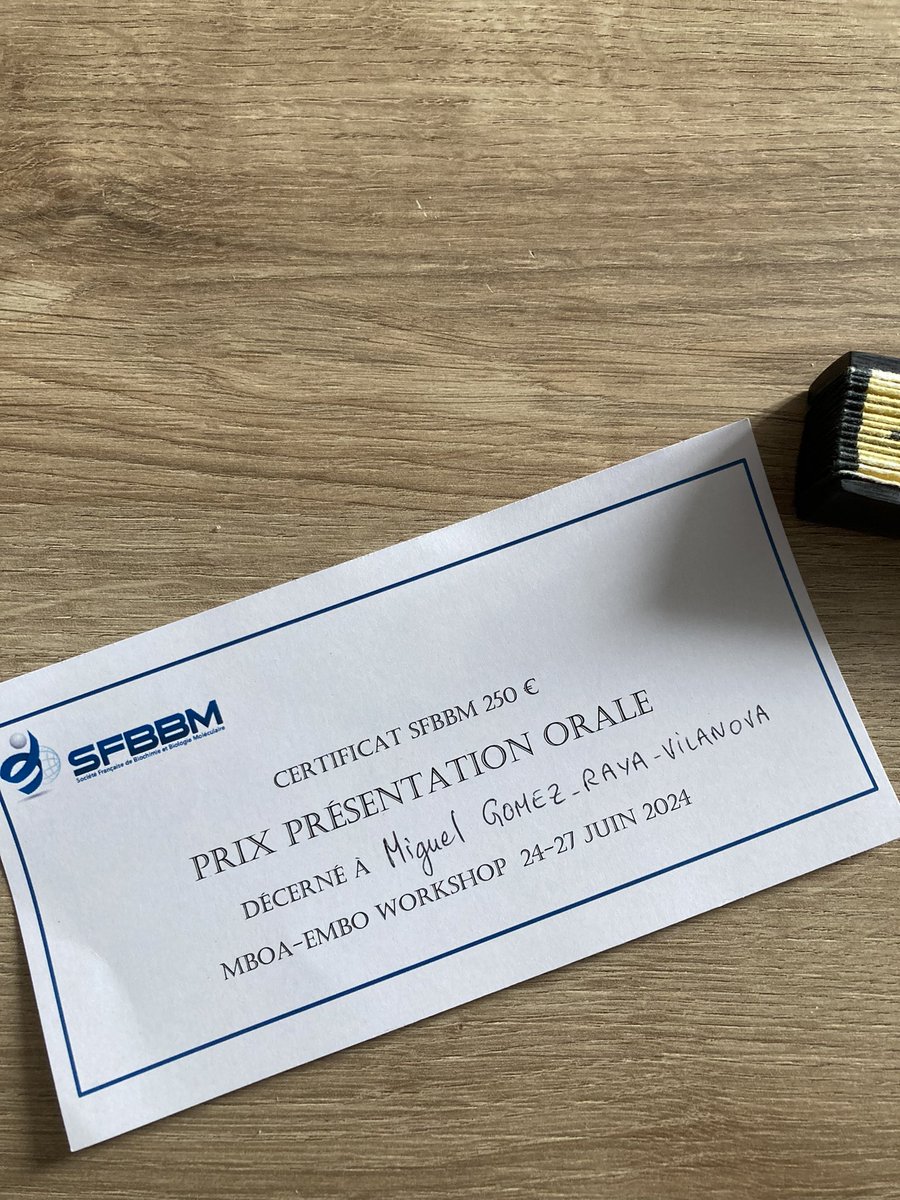 SFBBM
Société Française de Biochimie et Biologie Moléculaire
CERTIFICAT SFBBM 250 €
PRIX PRÉSENTATION ORALE
DÉCERNÉ À Miguel GOMEZ-RAYA-VILANOVA
MBOA-EMBO WORKSHOP 24-27 JUIN 2024